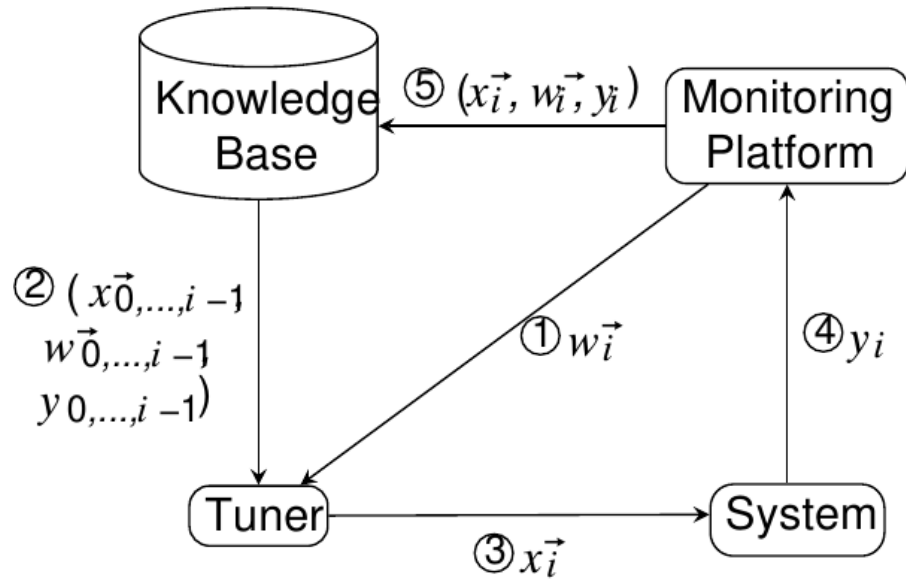 Knowledge
Base
⑤ (x⃗i, w⃗i, yi)
Monitoring
Platform
② (x⃗0,...,i −1,
w⃗0,...,i −1,
y0,...,i −1)
① w⃗i
④ yi
Tuner
③ x⃗i
System